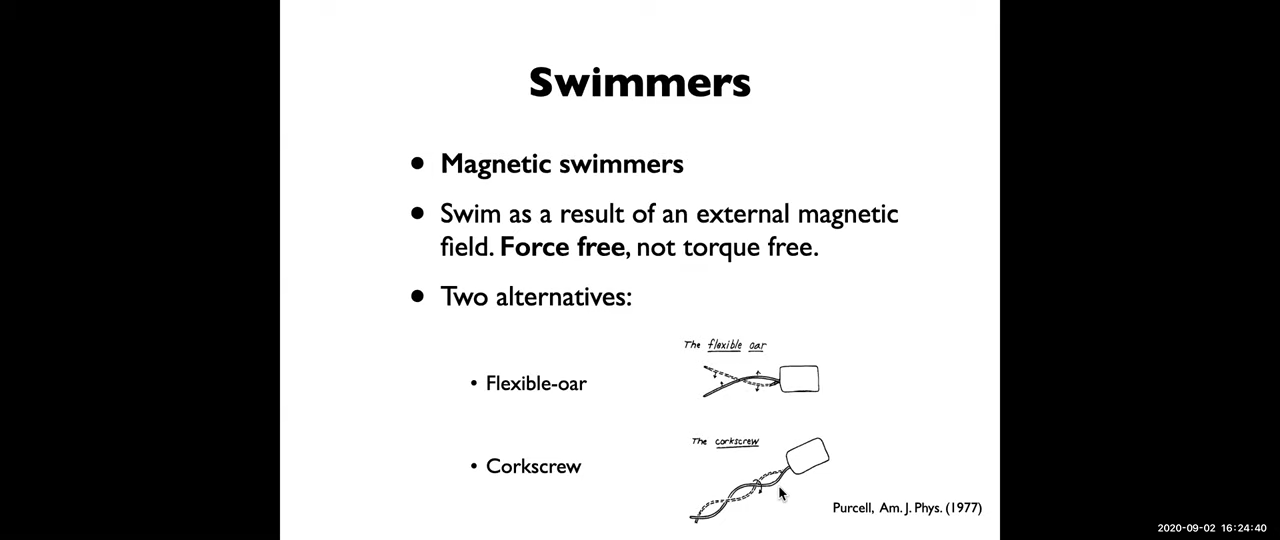 Swimmers
• Magnetic swimmers
• Swim as a result of an external magnetic
field. Force free, not torque free.
• Two alternatives:
The flexible oar
• Flexible-oar
The corkscrew
• Corkscrew
Purcell, Am. J. Phys. (1977)
2020-09-02 16:24:40